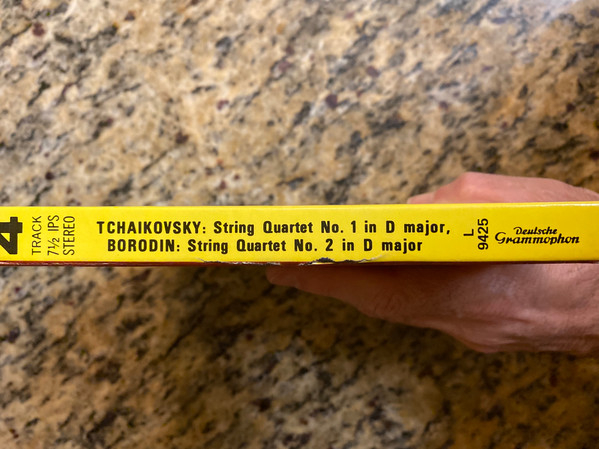 4
TRACK
7½ IPS
STEREO
TCHAIKOVSKY: String Quartet No. 1 in D major,
BORODIN: String Quartet No. 2 in D major
L
9425
Deutsche
Grammophon